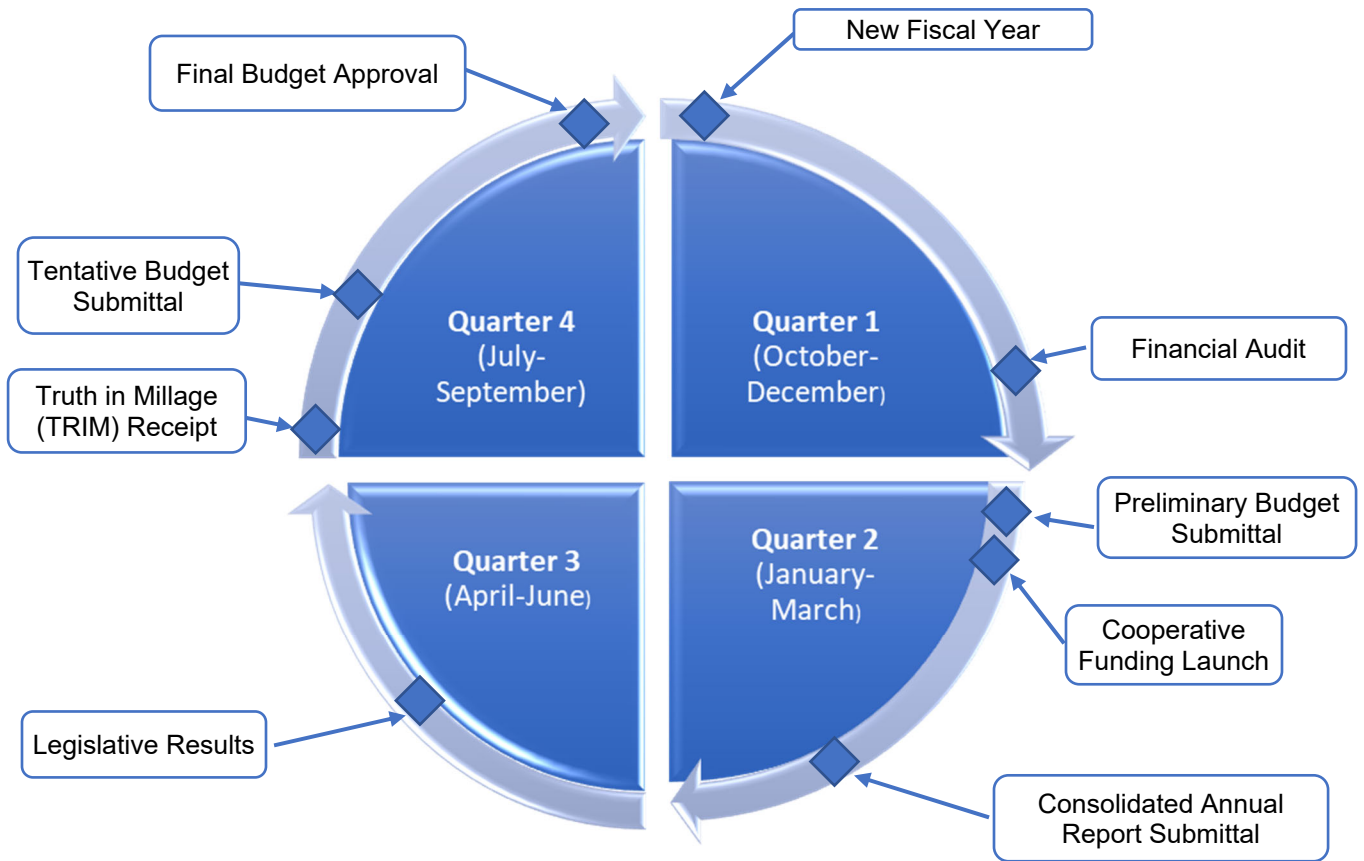 New Fiscal Year
Final Budget Approval
Tentative Budget
Submittal
Quarter 4
(July-
September)
Quarter 1
(October-
December)
Financial Audit
Truth in Millage
(TRIM) Receipt
Preliminary Budget
Submittal
Quarter 3
(April-June)
Quarter 2
(January-
March)
Cooperative
Funding Launch
Legislative Results
Consolidated Annual
Report Submittal